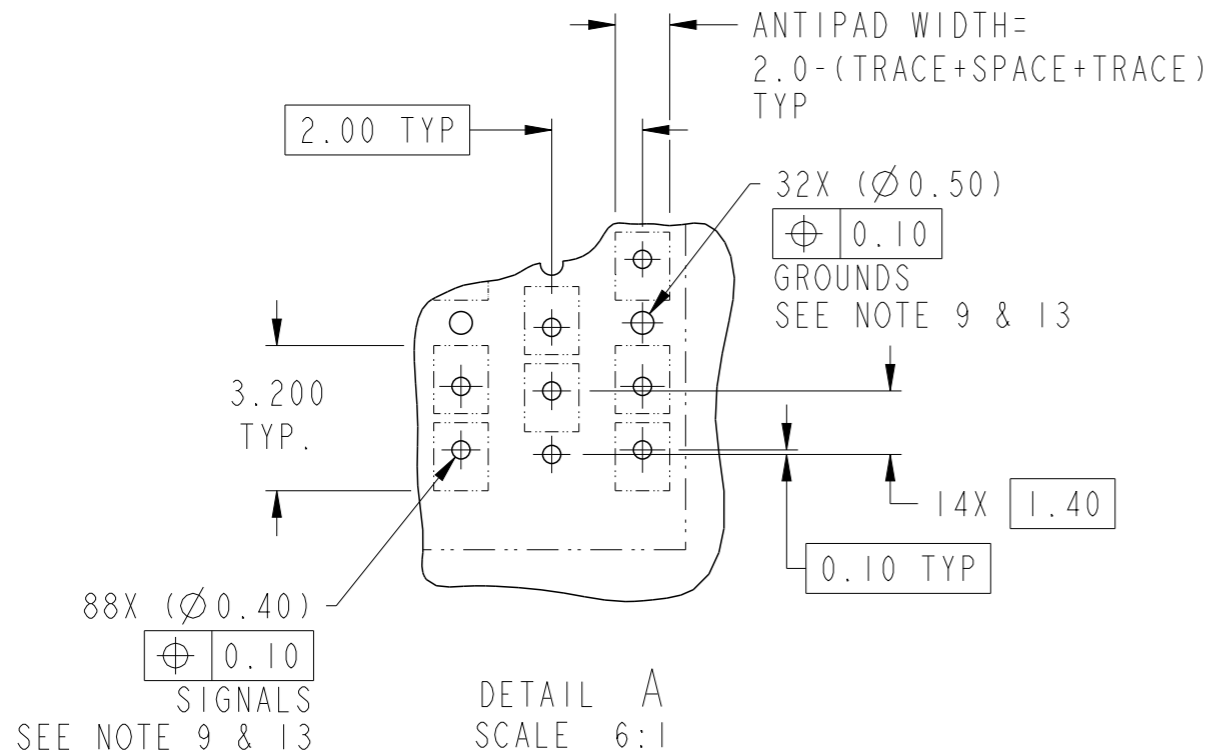 ANTIPAD WIDTH=
2.0-(TRACE+SPACE+TRACE)
TYP
2.00 TYP
32X (Ø0.50)
⌖ 0.10
GROUNDS
SEE NOTE 9 & 13
3.200
TYP.
14X 1.40
0.10 TYP
88X (Ø0.40)
⌖ 0.10
SIGNALS
SEE NOTE 9 & 13
DETAIL A
SCALE 6:1